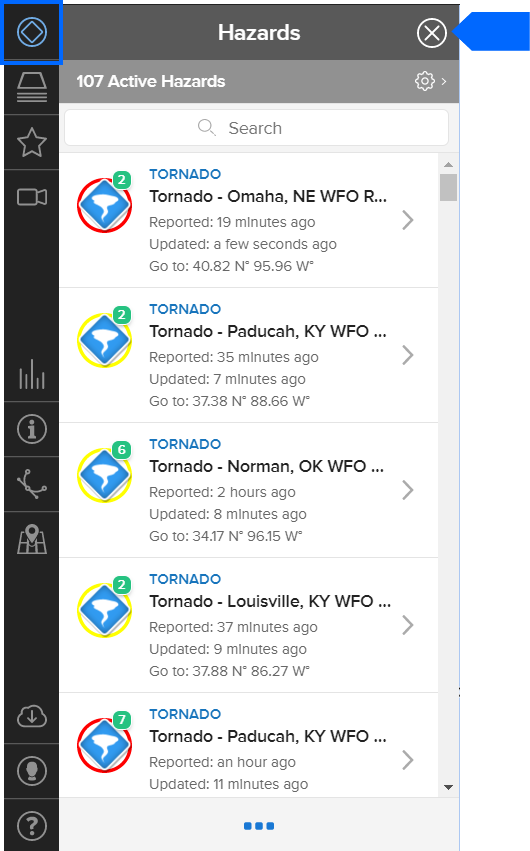 Hazards
107 Active Hazards
Search
2
TORNADO
Tornado - Omaha, NE WFO R...
Reported: 19 minutes ago
Updated: a few seconds ago
Go to: 40.82 N° 95.96 W°
2
TORNADO
Tornado - Paducah, KY WFO ...
Reported: 35 minutes ago
Updated: 7 minutes ago
Go to: 37.38 N° 88.66 W°
6
TORNADO
Tornado - Norman, OK WFO ...
Reported: 2 hours ago
Updated: 8 minutes ago
Go to: 34.17 N° 96.15 W°
2
TORNADO
Tornado - Louisville, KY WFO ...
Reported: 37 minutes ago
Updated: 9 minutes ago
Go to: 37.88 N° 86.27 W°
7
TORNADO
Tornado - Paducah, KY WFO ...
Reported: an hour ago
Updated: 11 minutes ago